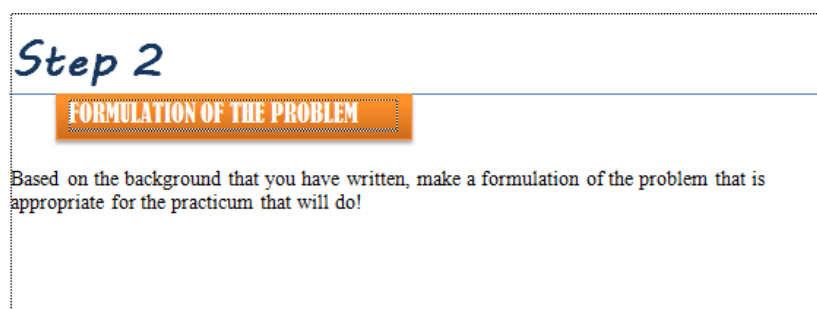 Step 2
FORMULATION OF THE PROBLEM
Based on the background that you have written, make a formulation of the problem that is
appropriate for the practicum that will do!